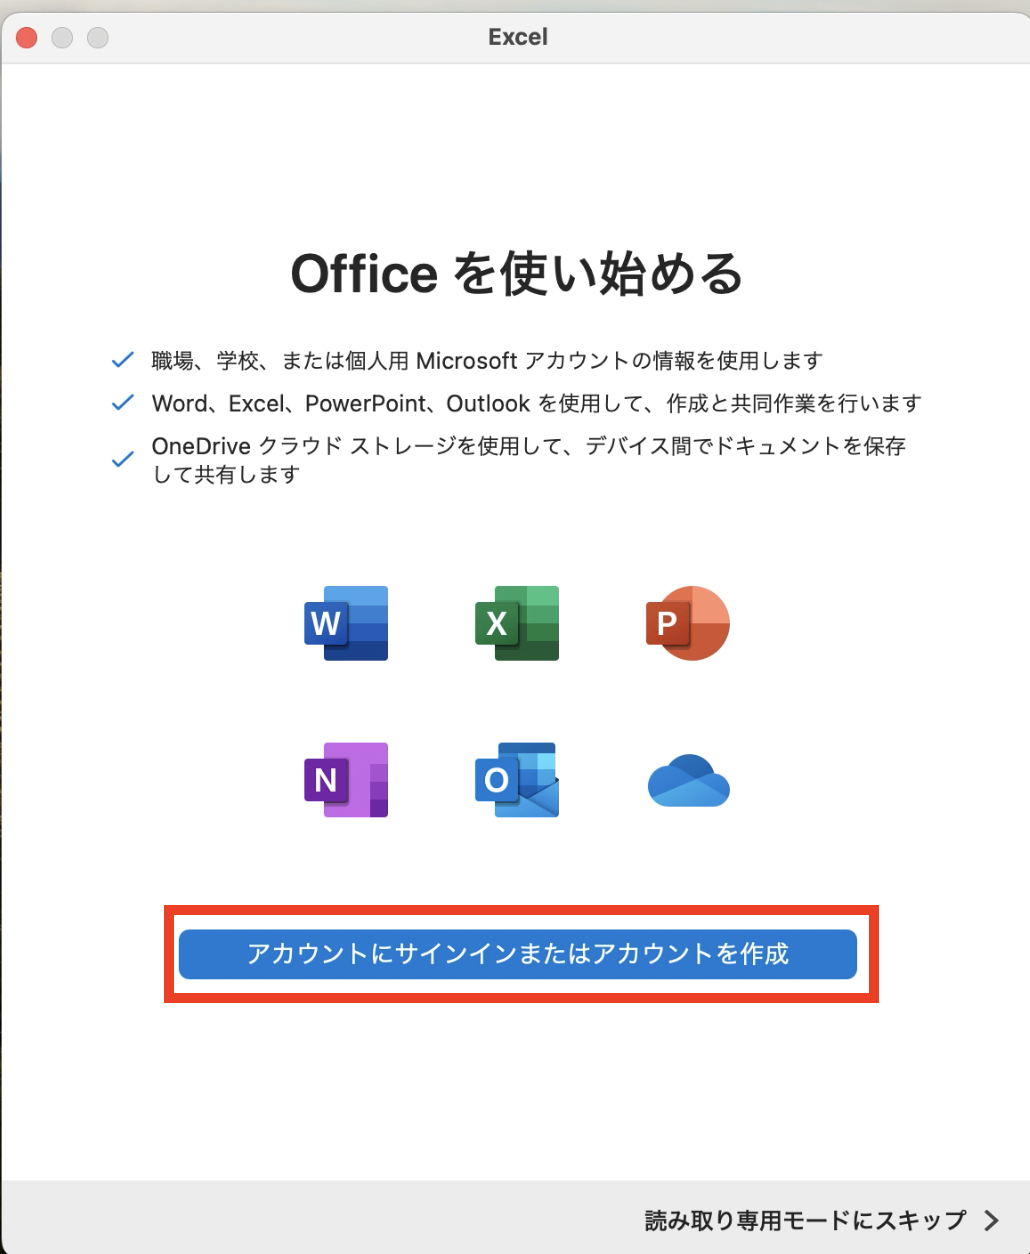 Excel
Office を使い始める
職場、学校、または個人用 Microsoft アカウントの情報を使用します
Word、Excel、PowerPoint、Outlook を使用して、作成と共同作業を行います
OneDrive クラウド ストレージを使用して、デバイス間でドキュメントを保存
して共有します
W X P
N O
アカウントにサインインまたはアカウントを作成
読み取り専用モードにスキップ